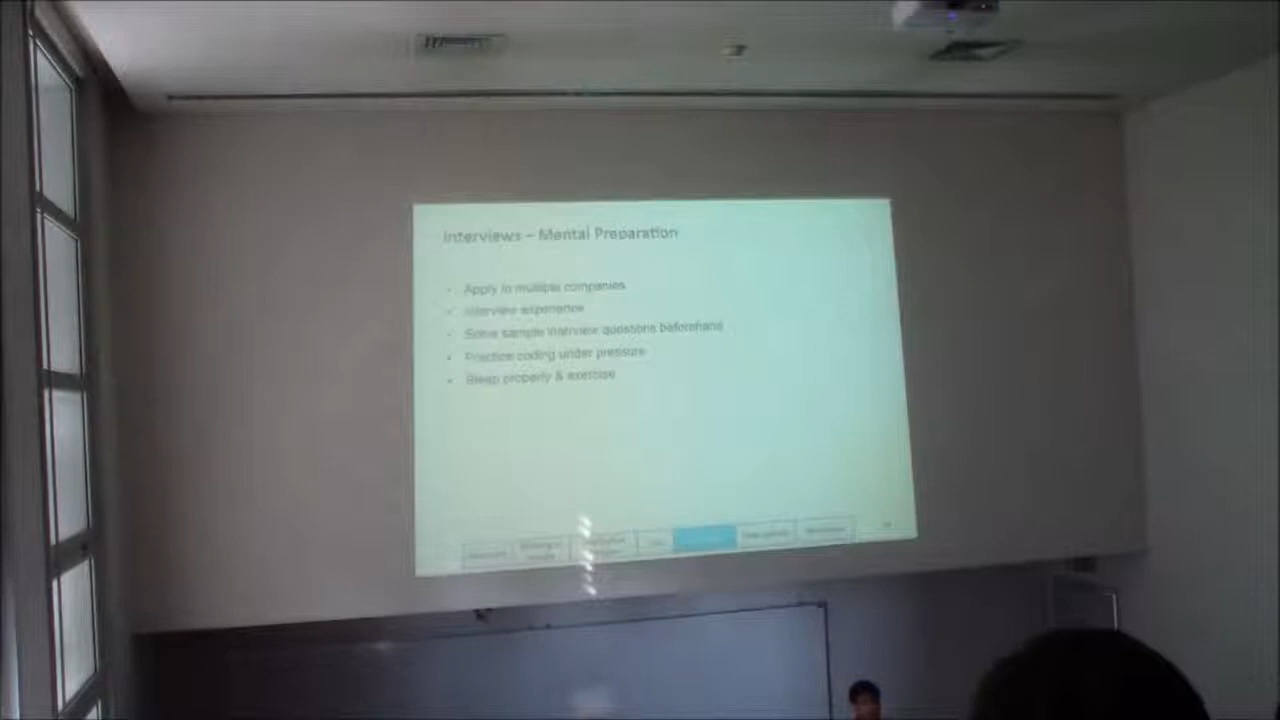 Interviews – Mental Preparation
• Apply to multiple companies
• Interview experience
• Solve sample interview questions beforehand
• Practice coding under pressure
• Sleep properly & exercise